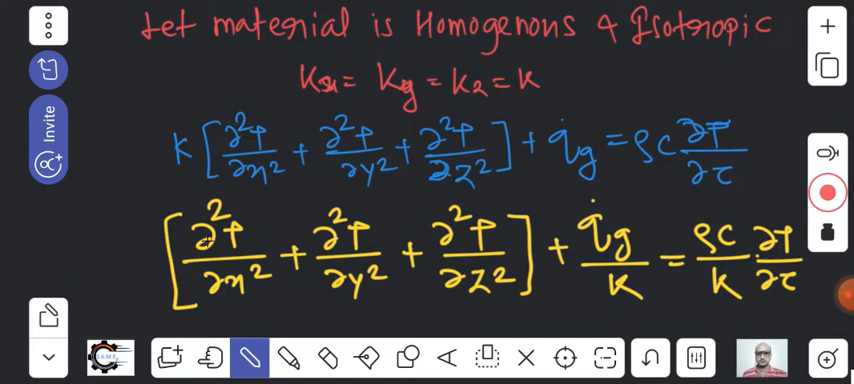 Let material is Homogenous & Isotropic
Kx = Ky = Kz = K
K [∂²T/∂x² + ∂²T/∂y² + ∂²T/∂z²] + q̇g = ρC ∂T/∂τ
[∂²T/∂x² + ∂²T/∂y² + ∂²T/∂z²] + q̇g/K = ρC/K ∂T/∂τ
Invite